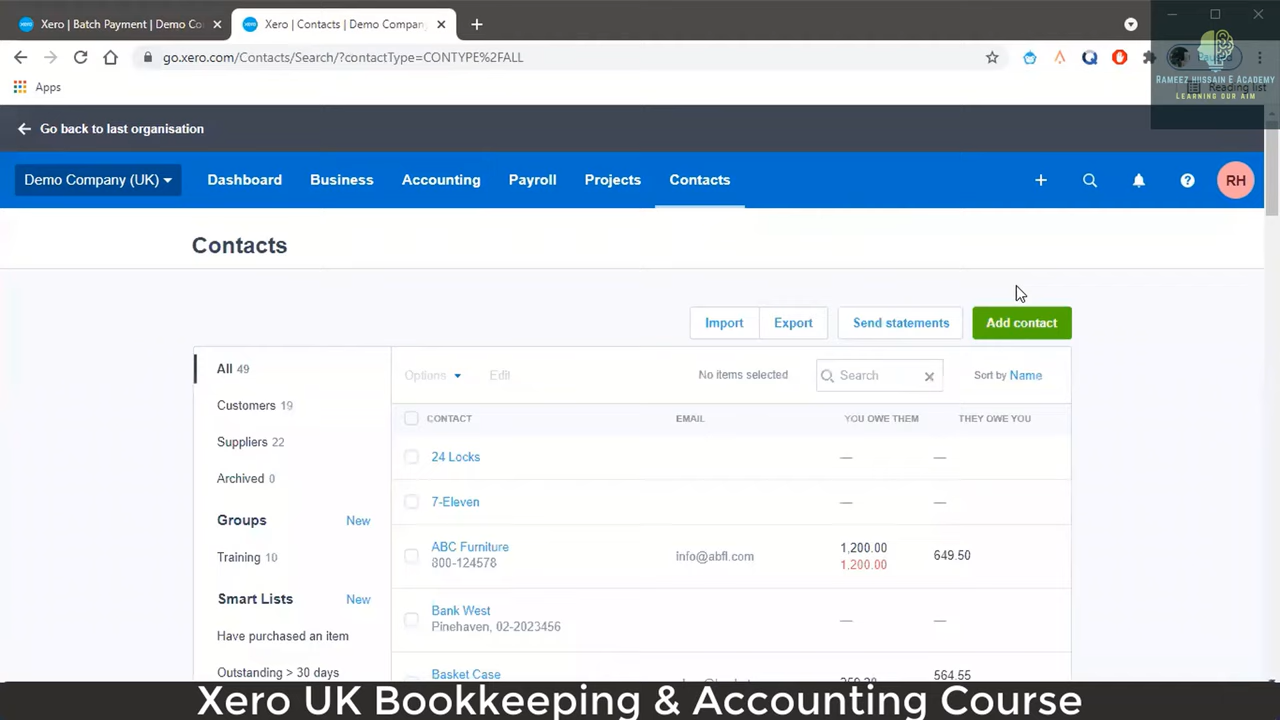 Xero | Batch Payment | Demo Co
Xero | Contacts | Demo Company
go.xero.com/Contacts/Search/?contactType=CONTYPE%2FALL
Apps
Reading list
RAMEEZ HUSSAIN E ACADEMY
LEARNING OUR AIM
Go back to last organisation
Demo Company (UK)
Dashboard
Business
Accounting
Payroll
Projects
Contacts
RH
Contacts
Import
Export
Send statements
Add contact
All 49
Customers 19
Suppliers 22
Archived 0
Groups New
Training 10
Smart Lists New
Have purchased an item
Outstanding > 30 days
Options
Edit
No items selected
Search
Sort by Name
CONTACT EMAIL YOU OWE THEM THEY OWE YOU
24 Locks — —
7-Eleven — —
ABC Furniture
800-124578
info@abfl.com
1,200.00
1,200.00
649.50
Bank West
Pinehaven, 02-2023456
— —
Basket Case
564.55
Xero UK Bookkeeping & Accounting Course